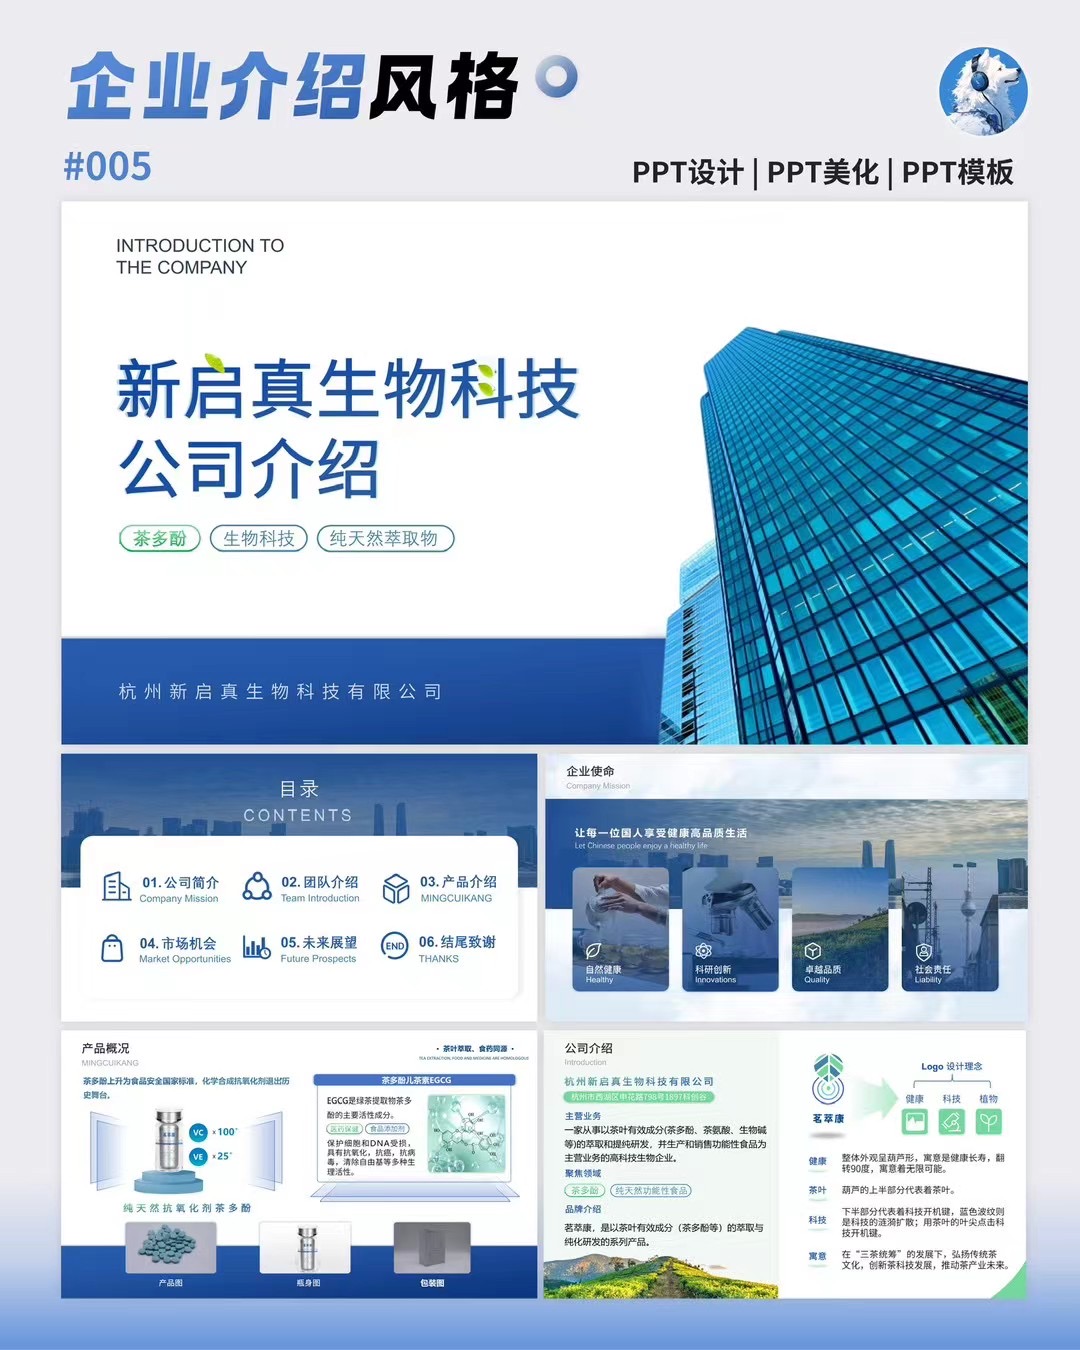 企业介绍风格
#005
PPT设计 | PPT美化 | PPT模板
INTRODUCTION TO
THE COMPANY
新启真生物科技
公司介绍
茶多酚 生物科技 纯天然萃取物
杭州新启真生物科技有限公司
目录
CONTENTS
01. 公司简介
Company Mission
02. 团队介绍
Team Introduction
03. 产品介绍
MINGCUIKANG
04. 市场机会
Market Opportunities
05. 未来展望
Future Prospects
END
06. 结尾致谢
THANKS
企业使命
Company Mission
让每一位国人享受健康高品质生活
Let Chinese people enjoy a healthy life
自然健康
Healthy
科研创新
Innovations
卓越品质
Quality
社会责任
Liability
产品概况
MINGCUIKANG
· 茶叶萃取、食药同源 ·
TEA EXTRACTION, FOOD AND MEDICINE ARE HOMOLOGOUS
茶多酚上升为食品安全国家标准，化学合成抗氧化剂退出历
史舞台。
VC ×100+
VE ×25+
纯天然抗氧化剂茶多酚
茶多酚儿茶素EGCG
EGCG是绿茶提取物茶多
酚的主要活性成分。
医药保健 食品添加剂
保护细胞和DNA受损，
具有抗氧化，抗癌，抗病
毒，清除自由基等多种生
理活性。
产品图
瓶身图
包装图
公司介绍
Introduction
杭州新启真生物科技有限公司
杭州市西湖区申花路798号1897科创谷
主营业务
一家从事以茶叶有效成分(茶多酚、茶氨酸、生物碱
等)的萃取和提纯研发，并生产和销售功能性食品为
主营业务的高科技生物企业。
聚焦领域
茶多酚 纯天然功能性食品
品牌介绍
茗萃康，是以茶叶有效成分（茶多酚等）的萃取与
纯化研发的系列产品。
茗萃康
Logo 设计理念
健康 科技 植物
健康 整体外观呈葫芦形，寓意是健康长寿，翻
转90度，寓意着无限可能。
茶叶 葫芦的上半部分代表着茶叶。
科技 下半部分代表着科技开机键，蓝色波纹则
是科技的涟漪扩散；用茶叶的叶尖点击科
技开机键。
寓意 在“三茶统筹”的发展下，弘扬传统茶
文化，创新茶科技发展，推动茶产业未来。